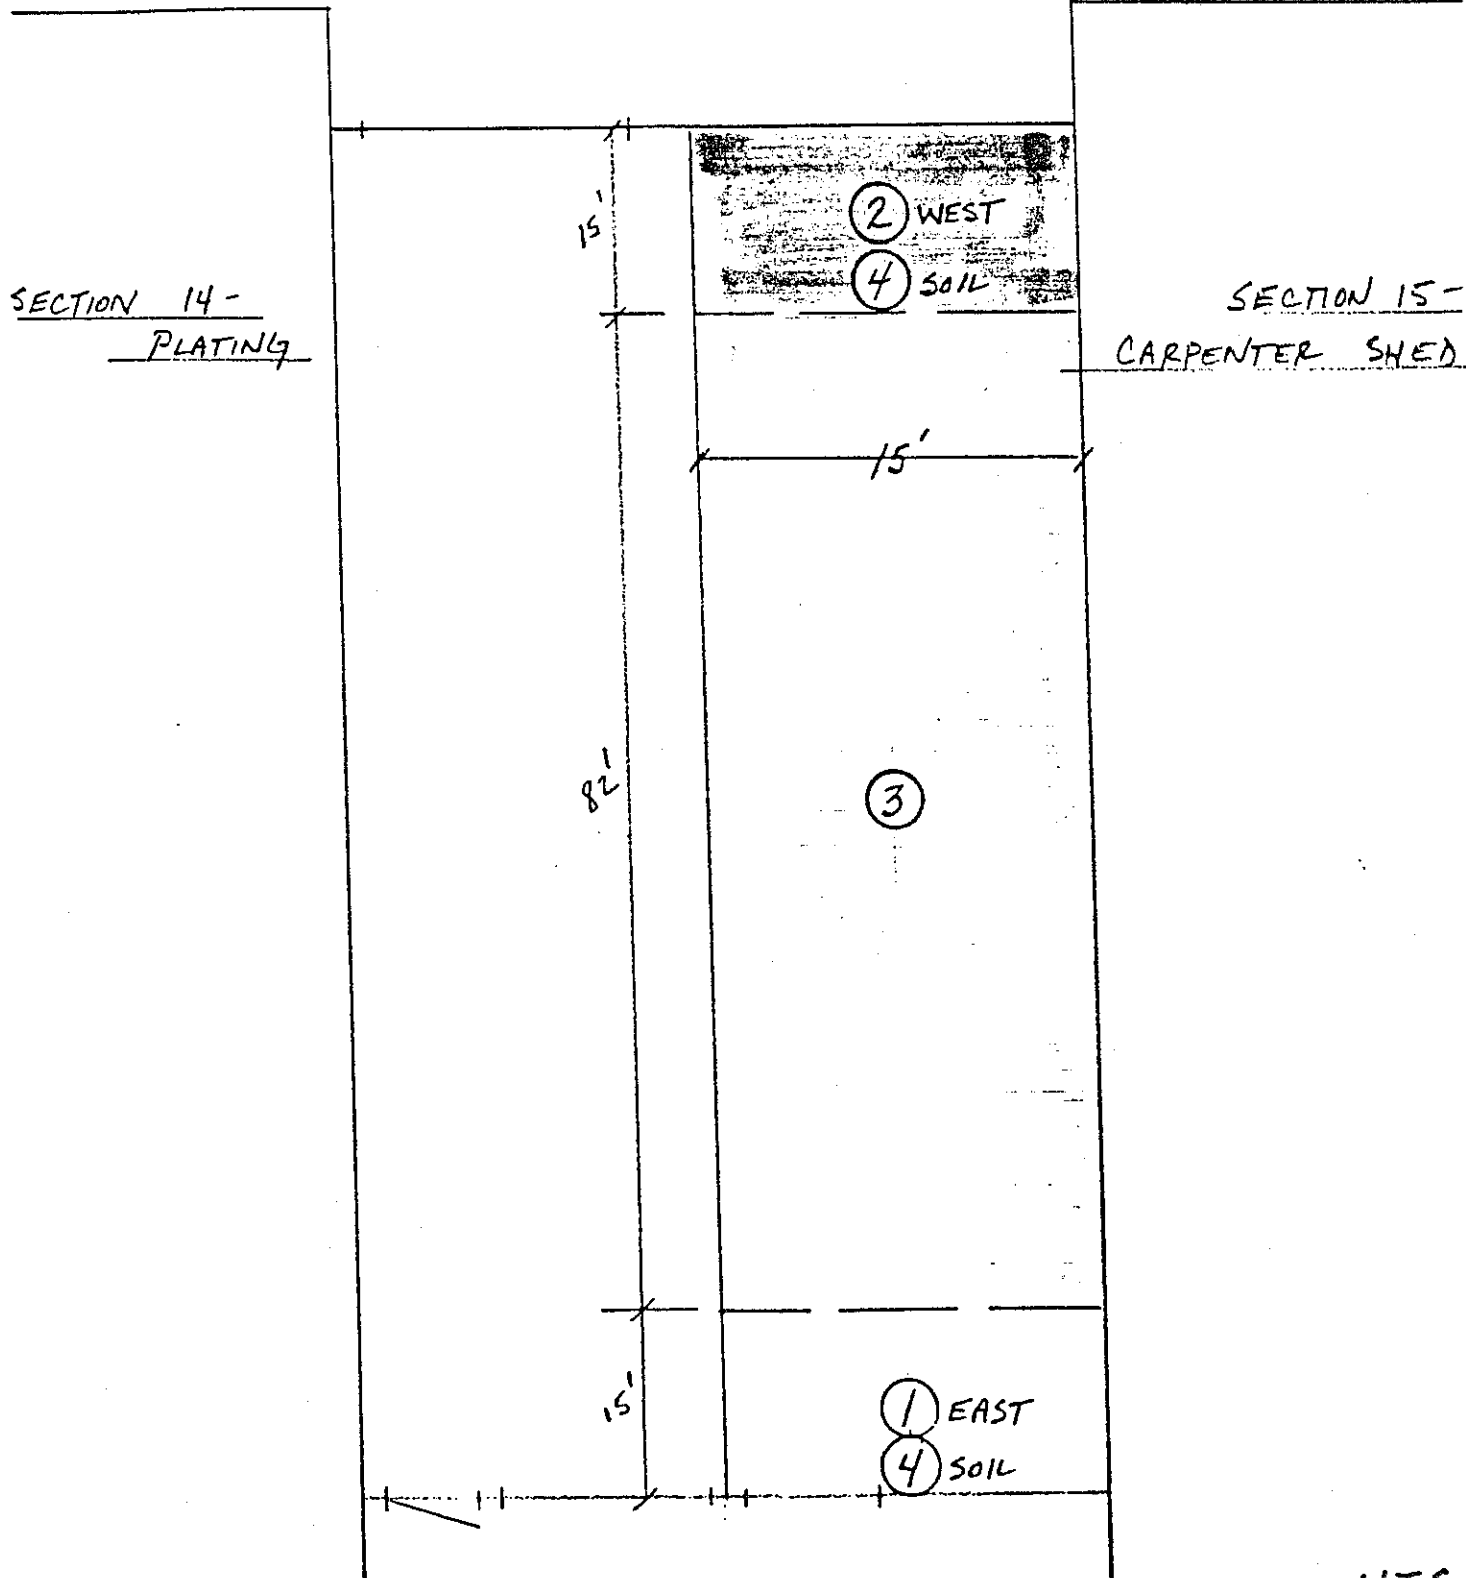 15'
② WEST
④ SOIL
SECTION 14 -
PLATING
SECTION 15 -
CARPENTER SHED
15'
82'
③
15'
① EAST
④ SOIL